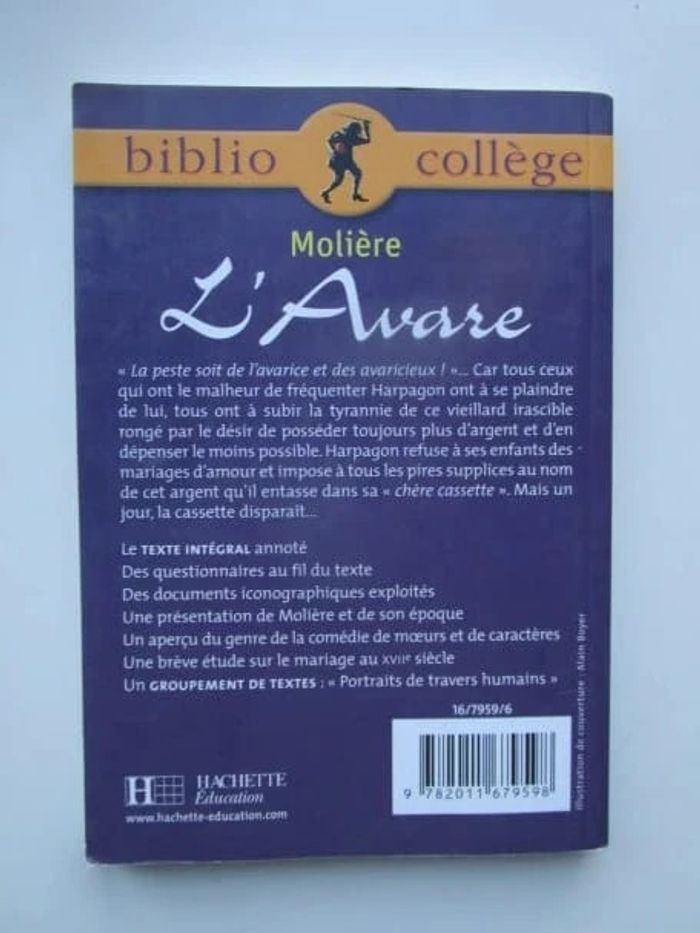 biblio collège
Molière
L'Avare
« La peste soit de l'avarice et des avaricieux ! »... Car tous ceux
qui ont le malheur de fréquenter Harpagon ont à se plaindre
de lui, tous ont à subir la tyrannie de ce vieillard irascible
rongé par le désir de posséder toujours plus d'argent et d'en
dépenser le moins possible. Harpagon refuse à ses enfants des
mariages d'amour et impose à tous les pires supplices au nom
de cet argent qu'il entasse dans sa « chère cassette ». Mais un
jour, la cassette disparaît...
Le TEXTE INTÉGRAL annoté
Des questionnaires au fil du texte
Des documents iconographiques exploités
Une présentation de Molière et de son époque
Un aperçu du genre de la comédie de mœurs et de caractères
Une brève étude sur le mariage au XVIIe siècle
Un GROUPEMENT DE TEXTES : « Portraits de travers humains »
16/7959/6
9 782011 679598
H HACHETTE
Éducation
www.hachette-education.com
Illustration de couverture : Alain Boyer